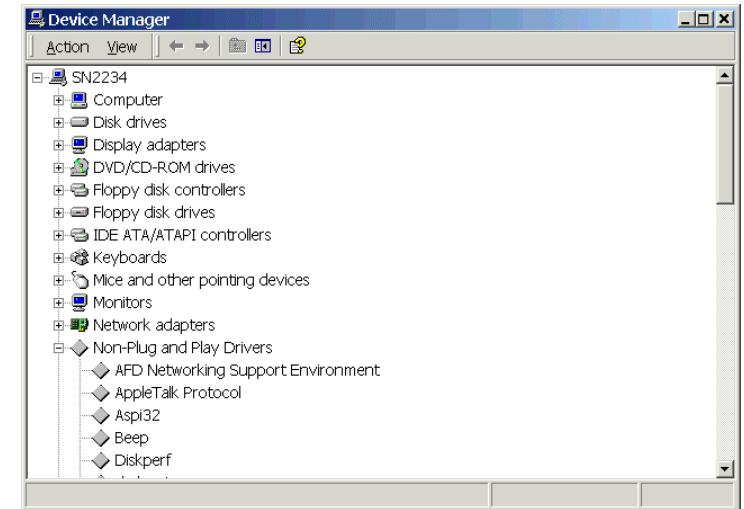 Device Manager
Action View
SN2234
Computer
Disk drives
Display adapters
DVD/CD-ROM drives
Floppy disk controllers
Floppy disk drives
IDE ATA/ATAPI controllers
Keyboards
Mice and other pointing devices
Monitors
Network adapters
Non-Plug and Play Drivers
AFD Networking Support Environment
AppleTalk Protocol
Aspi32
Beep
Diskperf